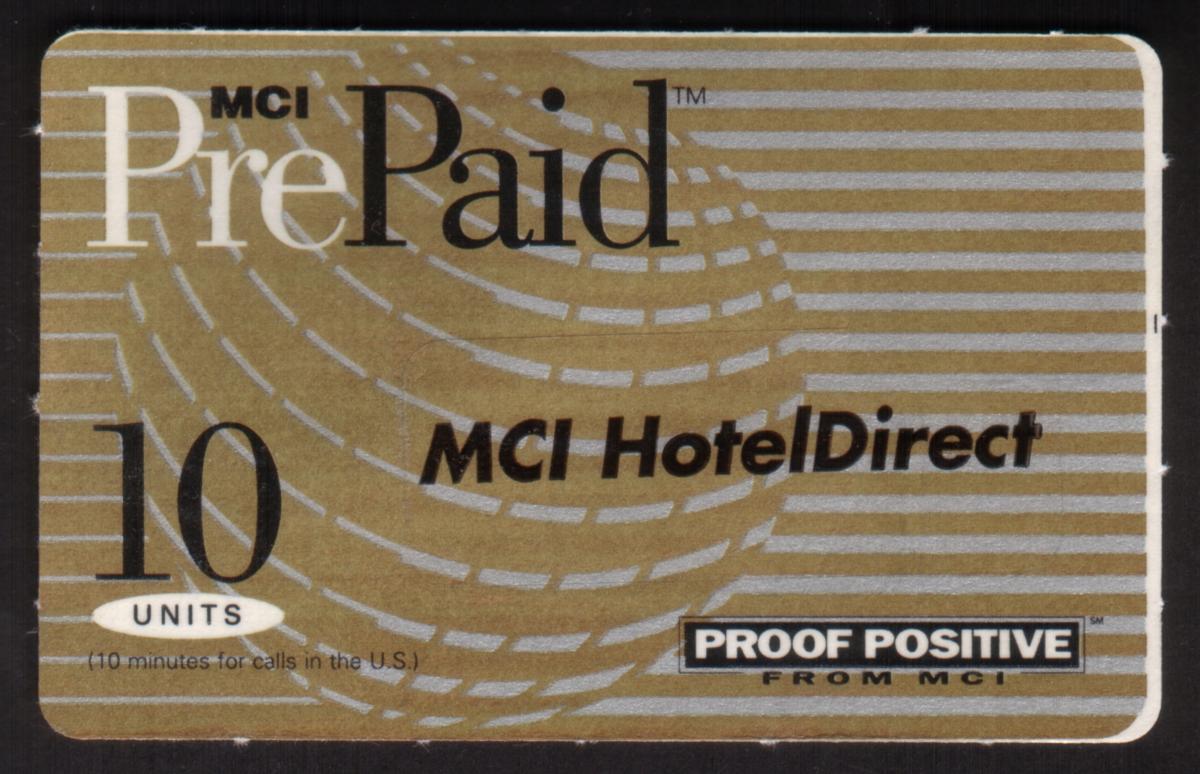 MCI
PrePaid™
MCI HotelDirect
10
UNITS
(10 minutes for calls in the U.S.)
PROOF POSITIVE℠
FROM MCI